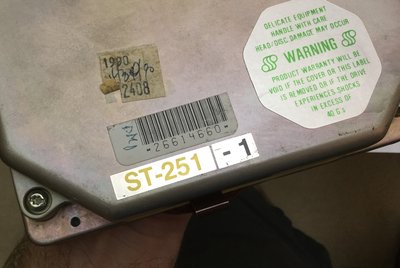 DELICATE EQUIPMENT
HANDLE WITH CARE
HEAD/DISC DAMAGE MAY OCCUR
WARNING
PRODUCT WARRANTY WILL BE
VOID IF THE COVER OR THIS LABEL
IS REMOVED OR IF THE DRIVE
EXPERIENCES SHOCKS
IN EXCESS OF
40 G.s
2408
-26614660-
ST-251 -1